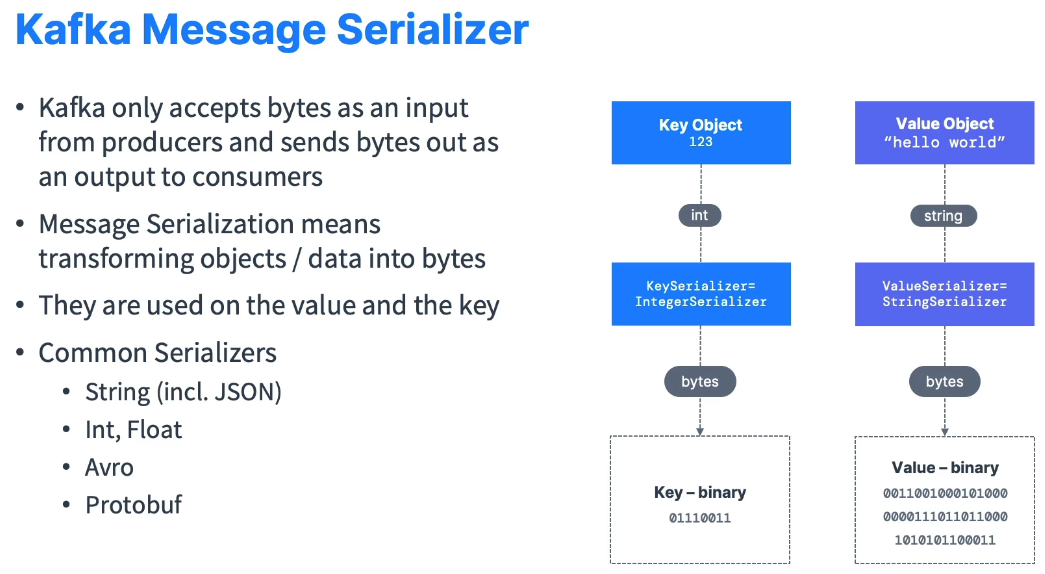 Kafka Message Serializer
• Kafka only accepts bytes as an input
from producers and sends bytes out as
an output to consumers
• Message Serialization means
transforming objects / data into bytes
• They are used on the value and the key
• Common Serializers
• String (incl. JSON)
• Int, Float
• Avro
• Protobuf
Key Object
123
int
KeySerializer=
IntegerSerializer
bytes
Key – binary
01110011
Value Object
“hello world”
string
ValueSerializer=
StringSerializer
bytes
Value – binary
0011001000101000
0000111011011000
1010101100011